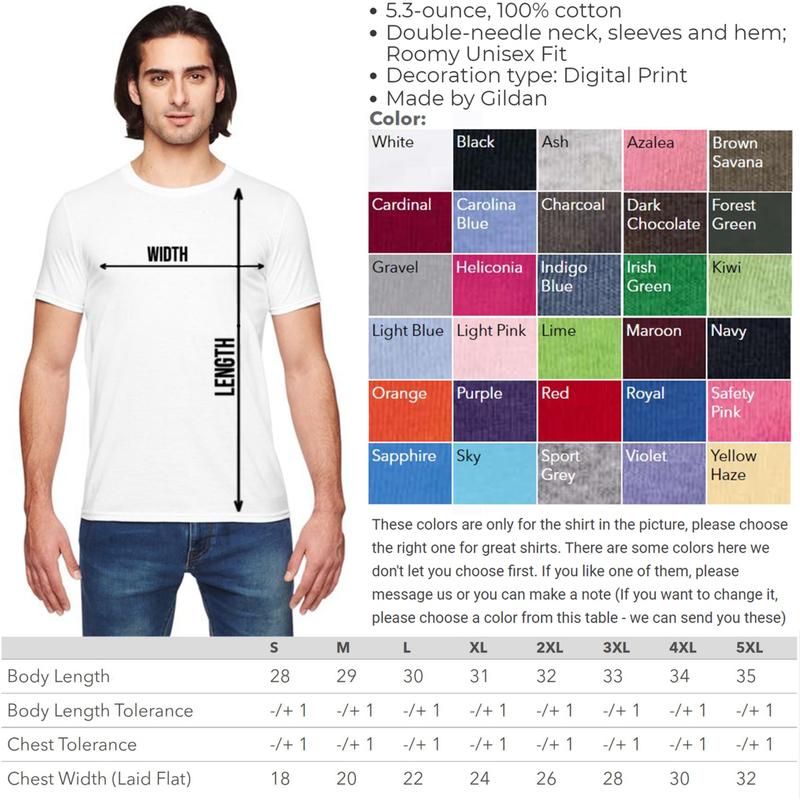 • 5.3-ounce, 100% cotton
• Double-needle neck, sleeves and hem;
Roomy Unisex Fit
• Decoration type: Digital Print
• Made by Gildan
Color:
White Black Ash Azalea Brown
Savana
Cardinal Carolina Charcoal Dark Forest
Blue Chocolate Green
Gravel Heliconia Indigo Irish Kiwi
Blue Green
Light Blue Light Pink Lime Maroon Navy
Orange Purple Red Royal Safety
Pink
Sapphire Sky Sport Violet Yellow
Grey Haze
WIDTH
LENGTH
These colors are only for the shirt in the picture, please choose
the right one for great shirts. There are some colors here we
don't let you choose first. If you like one of them, please
message us or you can make a note (If you want to change it,
please choose a color from this table - we can send you these)
S M L XL 2XL 3XL 4XL 5XL
Body Length 28 29 30 31 32 33 34 35
Body Length Tolerance -/+ 1 -/+ 1 -/+ 1 -/+ 1 -/+ 1 -/+ 1 -/+ 1 -/+ 1
Chest Tolerance -/+ 1 -/+ 1 -/+ 1 -/+ 1 -/+ 1 -/+ 1 -/+ 1 -/+ 1
Chest Width (Laid Flat) 18 20 22 24 26 28 30 32